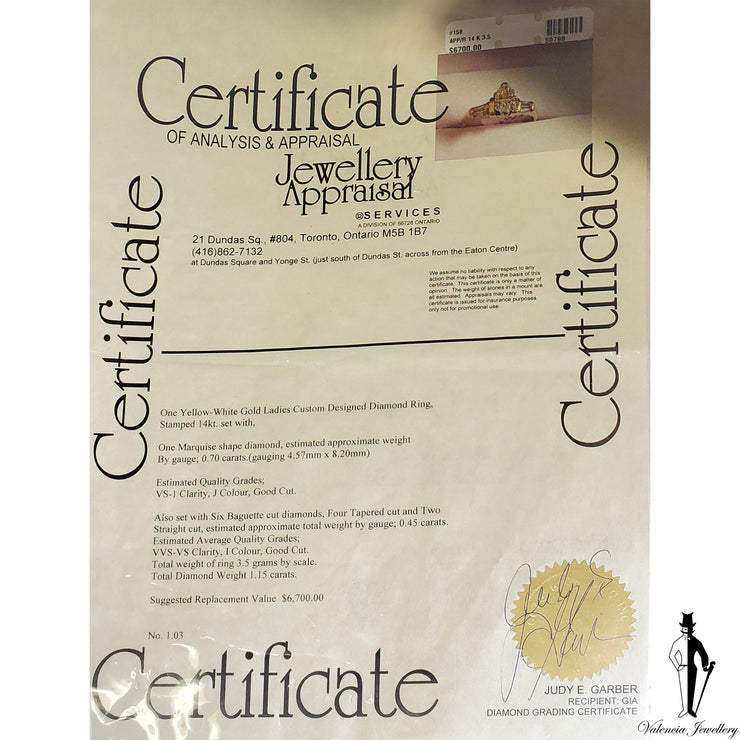 #158
APP/R 14 K 3.5
$6700.00
50780
Certificate
OF ANALYSIS & APPRAISAL
Jewellery
Appraisal
SERVICES
A DIVISION OF 86728 ONTARIO
21 Dundas Sq., #804, Toronto, Ontario M5B 1B7
(416)862-7132
at Dundas Square and Yonge St. (just south of Dundas St. across from the Eaton Centre)
We assume no liability with respect to any
action that may be taken on the basis of this
certificate. This certificate is only a matter of
opinion. The weight of stones in a mount are
all estimated. Appraisals may vary. This
certificate is issued for insurance purposes
only not for promotional use.
Certificate
Certificate
One Yellow-White Gold Ladies Custom Designed Diamond Ring,
Stamped 14kt. set with,
One Marquise shape diamond, estimated approximate weight
By gauge; 0.70 carats.(gauging 4.57mm x 8.20mm)
Estimated Quality Grades;
VS-1 Clarity, J Colour, Good Cut.
Also set with Six Baguette cut diamonds, Four Tapered cut and Two
Straight cut, estimated approximate total weight by gauge; 0.45 carats.
Estimated Average Quality Grades;
VVS-VS Clarity, I Colour, Good Cut.
Total weight of ring 3.5 grams by scale.
Total Diamond Weight 1.15 carats.
Suggested Replacement Value $6,700.00
No. 1.03
Certificate
JUDY E. GARBER
RECIPIENT: GIA
DIAMOND GRADING CERTIFICATE
Valencia Jewellery